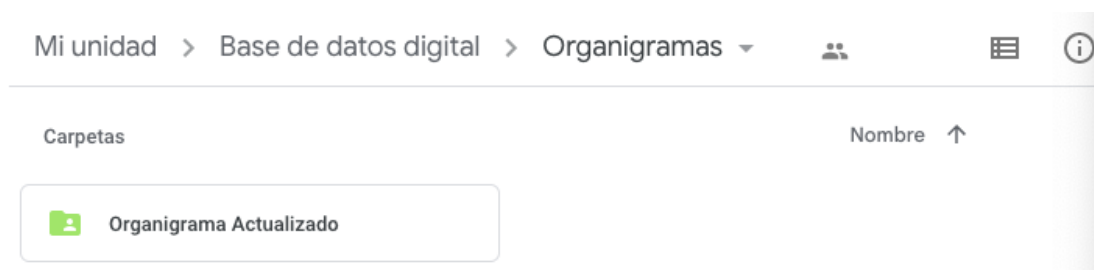 Mi unidad > Base de datos digital > Organigramas
Carpetas Nombre
Organigrama Actualizado